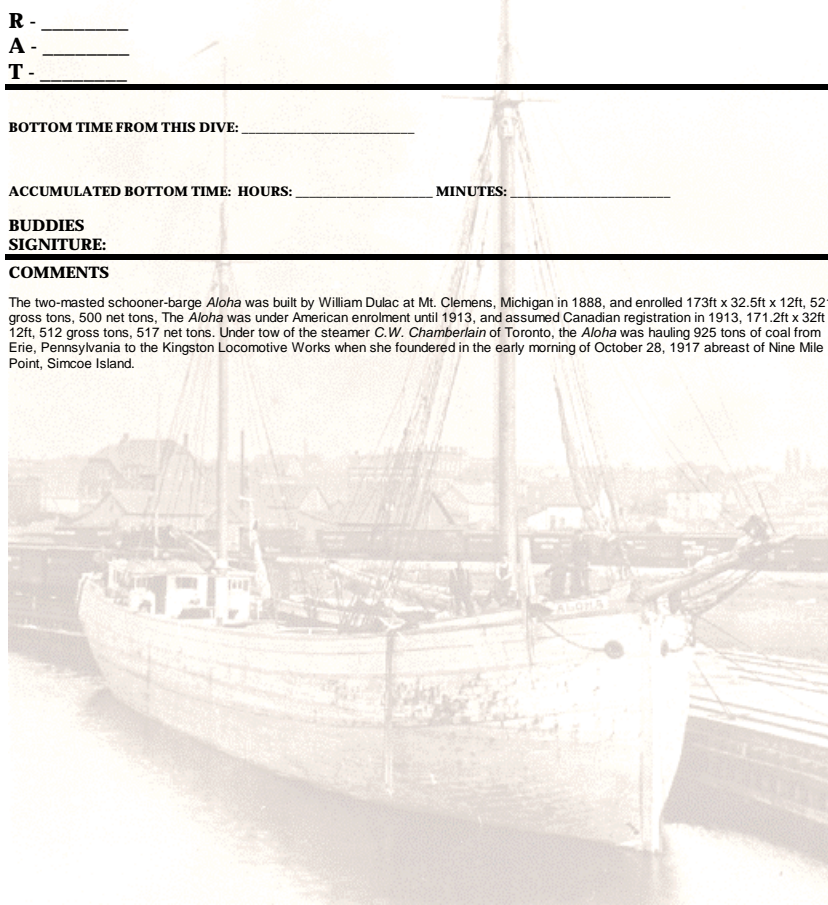 R - ________
A - ________
T - ________
BOTTOM TIME FROM THIS DIVE: _________________________
ACCUMULATED BOTTOM TIME: HOURS: ____________________ MINUTES: _______________________
BUDDIES
SIGNITURE:
COMMENTS
The two-masted schooner-barge Aloha was built by William Dulac at Mt. Clemens, Michigan in 1888, and enrolled 173ft x 32.5ft x 12ft, 521
gross tons, 500 net tons, The Aloha was under American enrolment until 1913, and assumed Canadian registration in 1913, 171.2ft x 32ft
12ft, 512 gross tons, 517 net tons. Under tow of the steamer C.W. Chamberlain of Toronto, the Aloha was hauling 925 tons of coal from
Erie, Pennsylvania to the Kingston Locomotive Works when she foundered in the early morning of October 28, 1917 abreast of Nine Mile
Point, Simcoe Island.
ALOHA